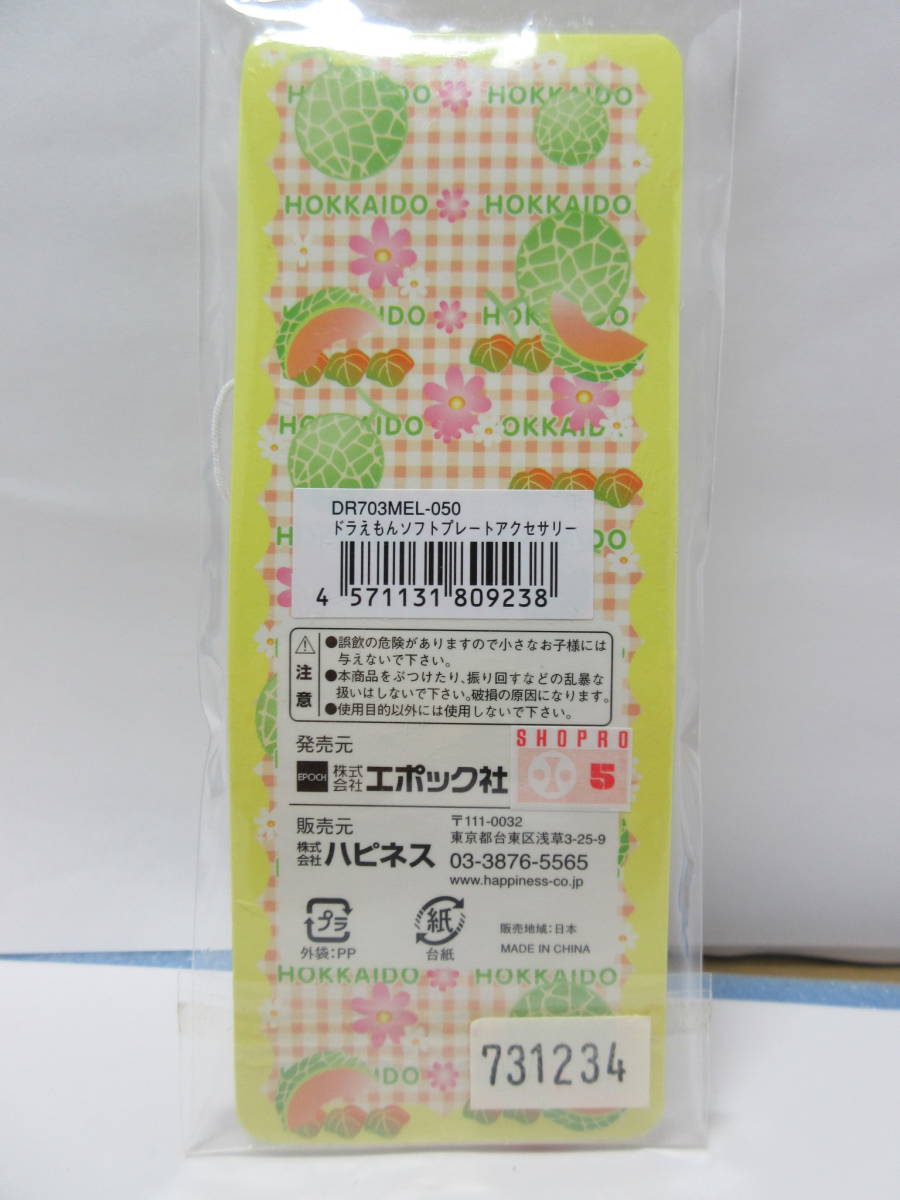 HOKKAIDO
HOKKAIDO HOKKAIDO
HOKKAIDO
DR703MEL-050
ドラえもんソフトプレートアクセサリー
4 571131 809238
注意
●誤飲の危険がありますので小さなお子様には
与えないで下さい。
●本商品をぶつけたり、振り回すなどの乱暴な
扱いはしないで下さい。破損の原因になります。
●使用目的以外には使用しないで下さい。
発売元
EPOCH 株式会社 エポック社
SHOPRO
5
販売元
株式会社 ハピネス
〒111-0032
東京都台東区浅草3-25-9
03-3876-5565
www.happiness-co.jp
プラ
外装:PP
紙
台紙
販売地域:日本
MADE IN CHINA
HOKKAIDO HOKKAIDO
731234